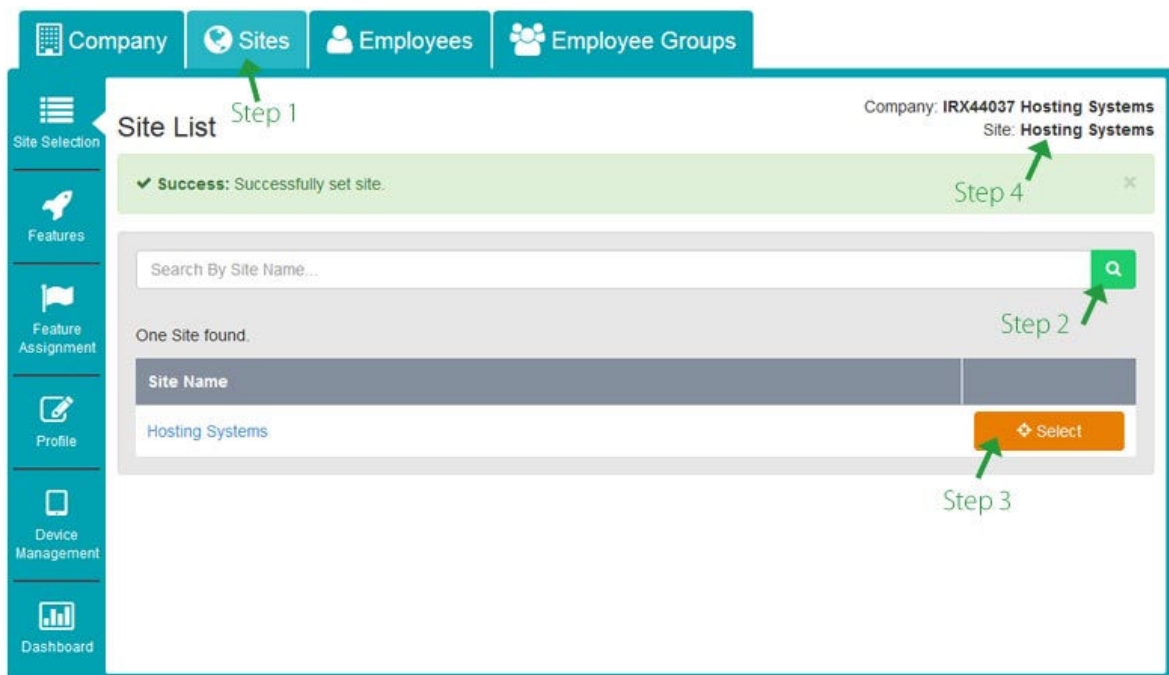 Company
Sites
Employees
Employee Groups
Step 1
Site Selection
Features
Feature
Assignment
Profile
Device
Management
Dashboard
Site List
Company: IRX44037 Hosting Systems
Site: Hosting Systems
Success: Successfully set site.
Step 4
Search By Site Name...
Step 2
One Site found.
Site Name
Hosting Systems
Select
Step 3